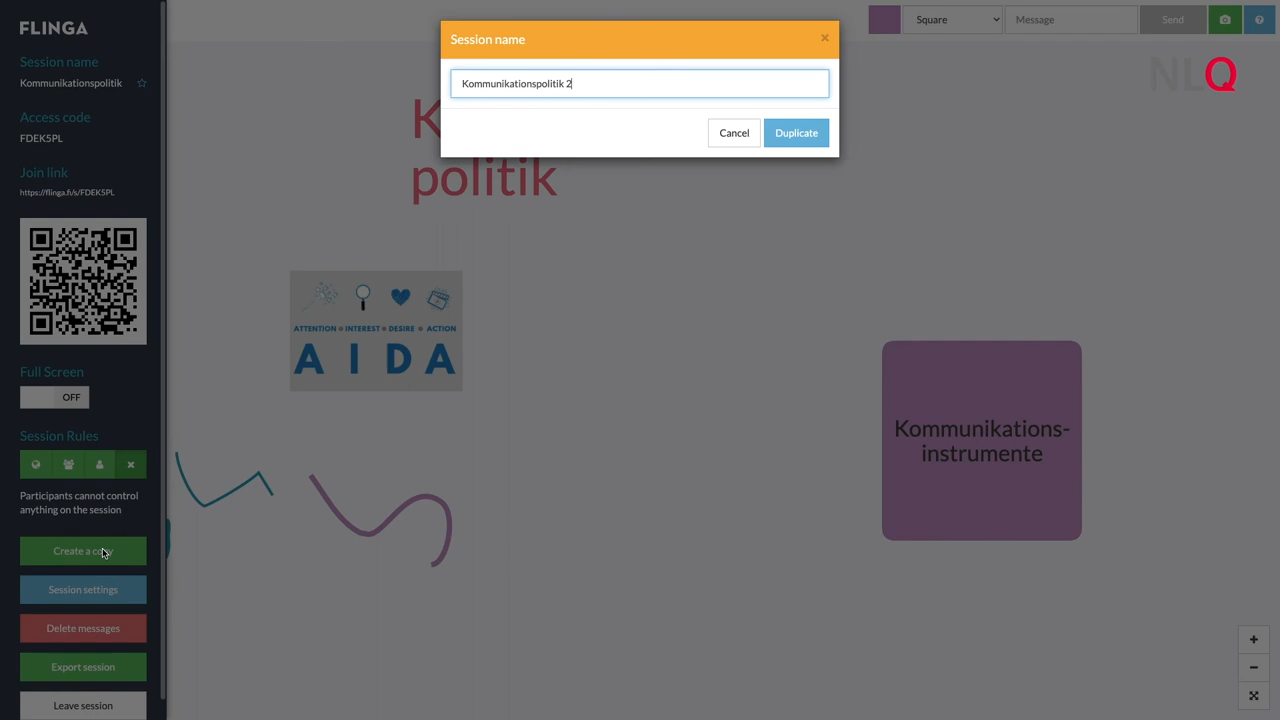 FLINGA
Session name
Kommunikationspolitik
Access code
FDEK5PL
Join link
https://flinga.fi/s/FDEK5PL
Full Screen
OFF
Session Rules
Participants cannot control
anything on the session
Create a copy
Session settings
Delete messages
Export session
Leave session
Session name
×
Kommunikationspolitik 2
Cancel
Duplicate
Square
Message
Send
NLQ
K
politik
ATTENTION INTEREST DESIRE ACTION
AIDA
Kommunikations-
instrumente